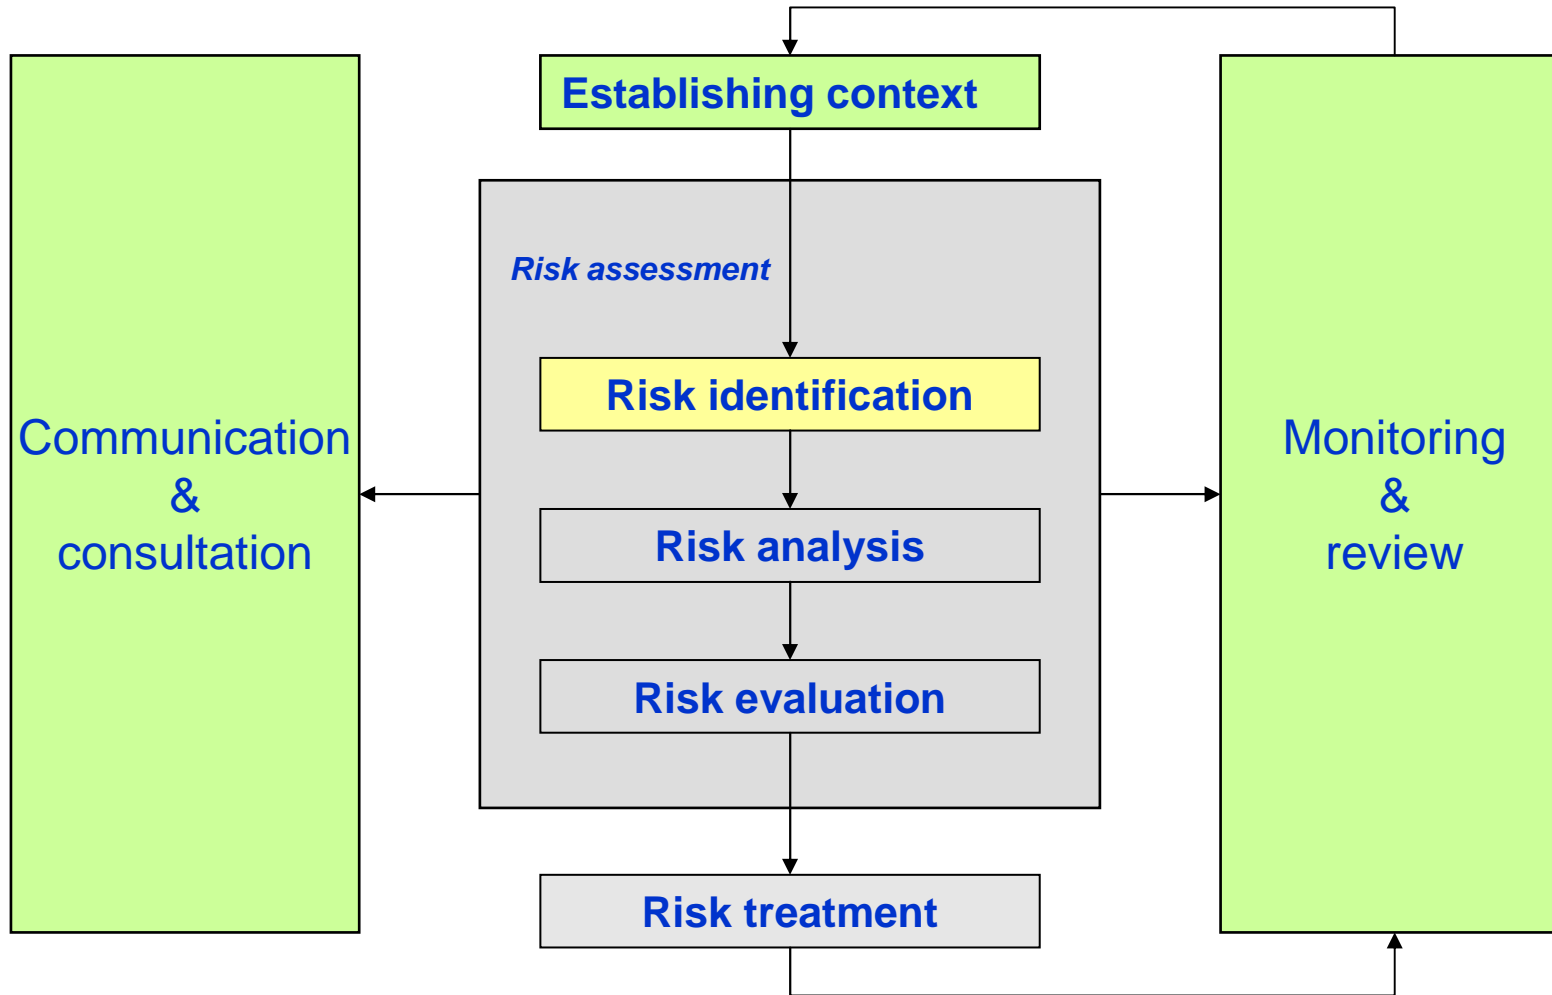 Establishing context
Risk assessment
Risk identification
Risk analysis
Risk evaluation
Risk treatment
Communication
&
consultation
Monitoring
&
review